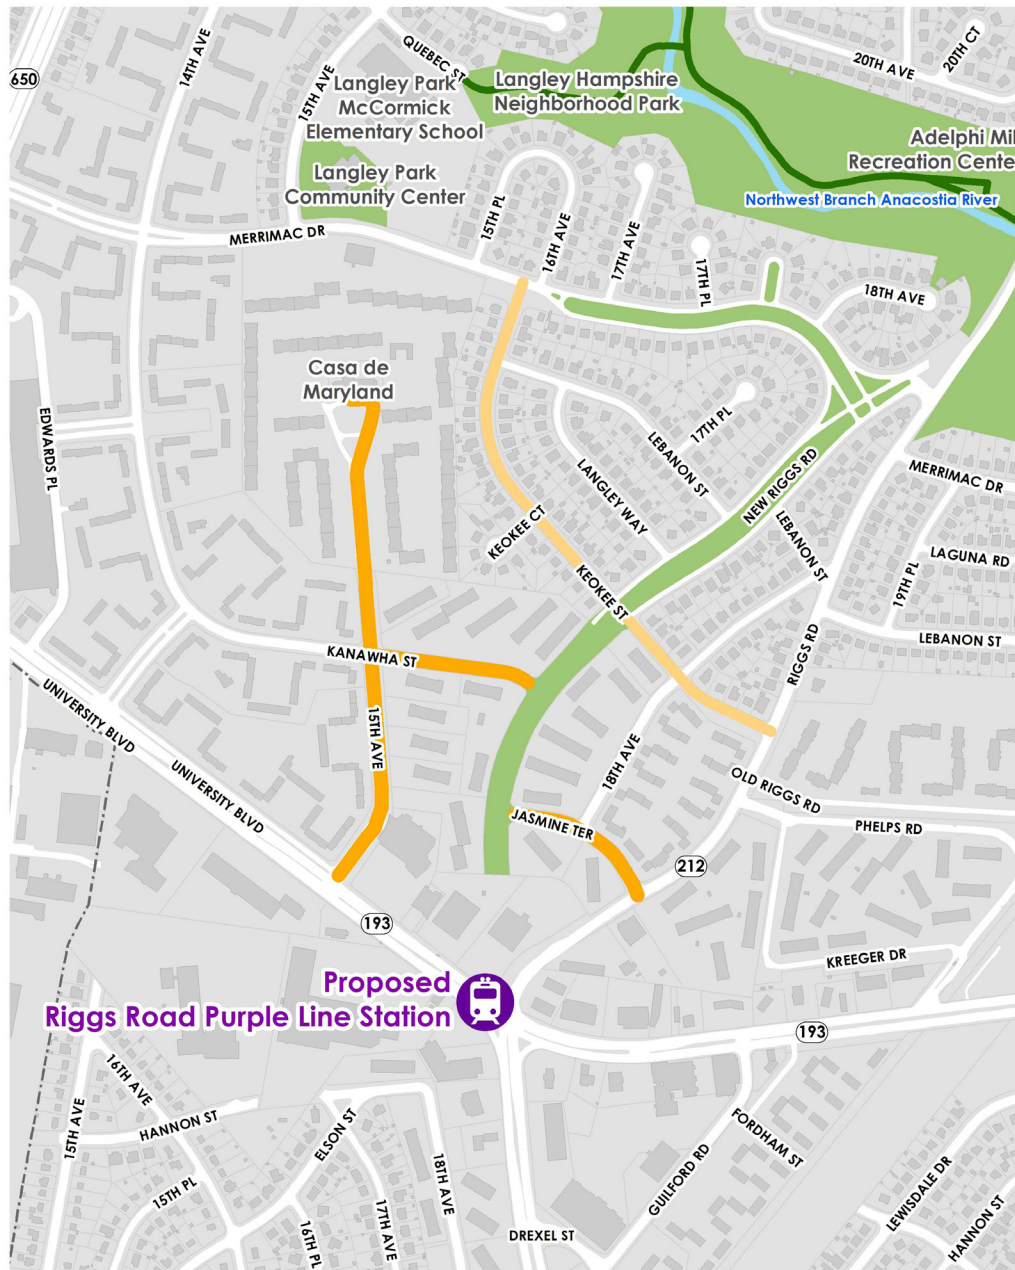 650
14TH AVE
15TH AVE
QUEBEC ST
Langley Park
McCormick
Elementary School
Langley Hampshire
Neighborhood Park
20TH AVE
20TH CT
Adelphi Mil
Recreation Cente
Langley Park
Community Center
Northwest Branch Anacostia River
MERRIMAC DR
15TH PL
16TH AVE
17TH AVE
17TH PL
18TH AVE
Casa de
Maryland
EDWARDS PL
17TH PL
LEBANON ST
LANGLEY WAY
NEW RIGGS RD
MERRIMAC DR
KEOKEE CT
LEBANON ST
LAGUNA RD
19TH PL
KEOKEE ST
LEBANON ST
RIGGS RD
KANAWHA ST
UNIVERSITY BLVD
15TH AVE
18TH AVE
UNIVERSITY BLVD
OLD RIGGS RD
JASMINE TER
PHELPS RD
212
193
KREEGER DR
Proposed
Riggs Road Purple Line Station
193
16TH AVE
15TH AVE
HANNON ST
ELSON ST
FORDHAM ST
15TH PL
18TH AVE
GUILFORD RD
LEWISDALE DR
17TH AVE
16TH PL
DREXEL ST
HANNON ST